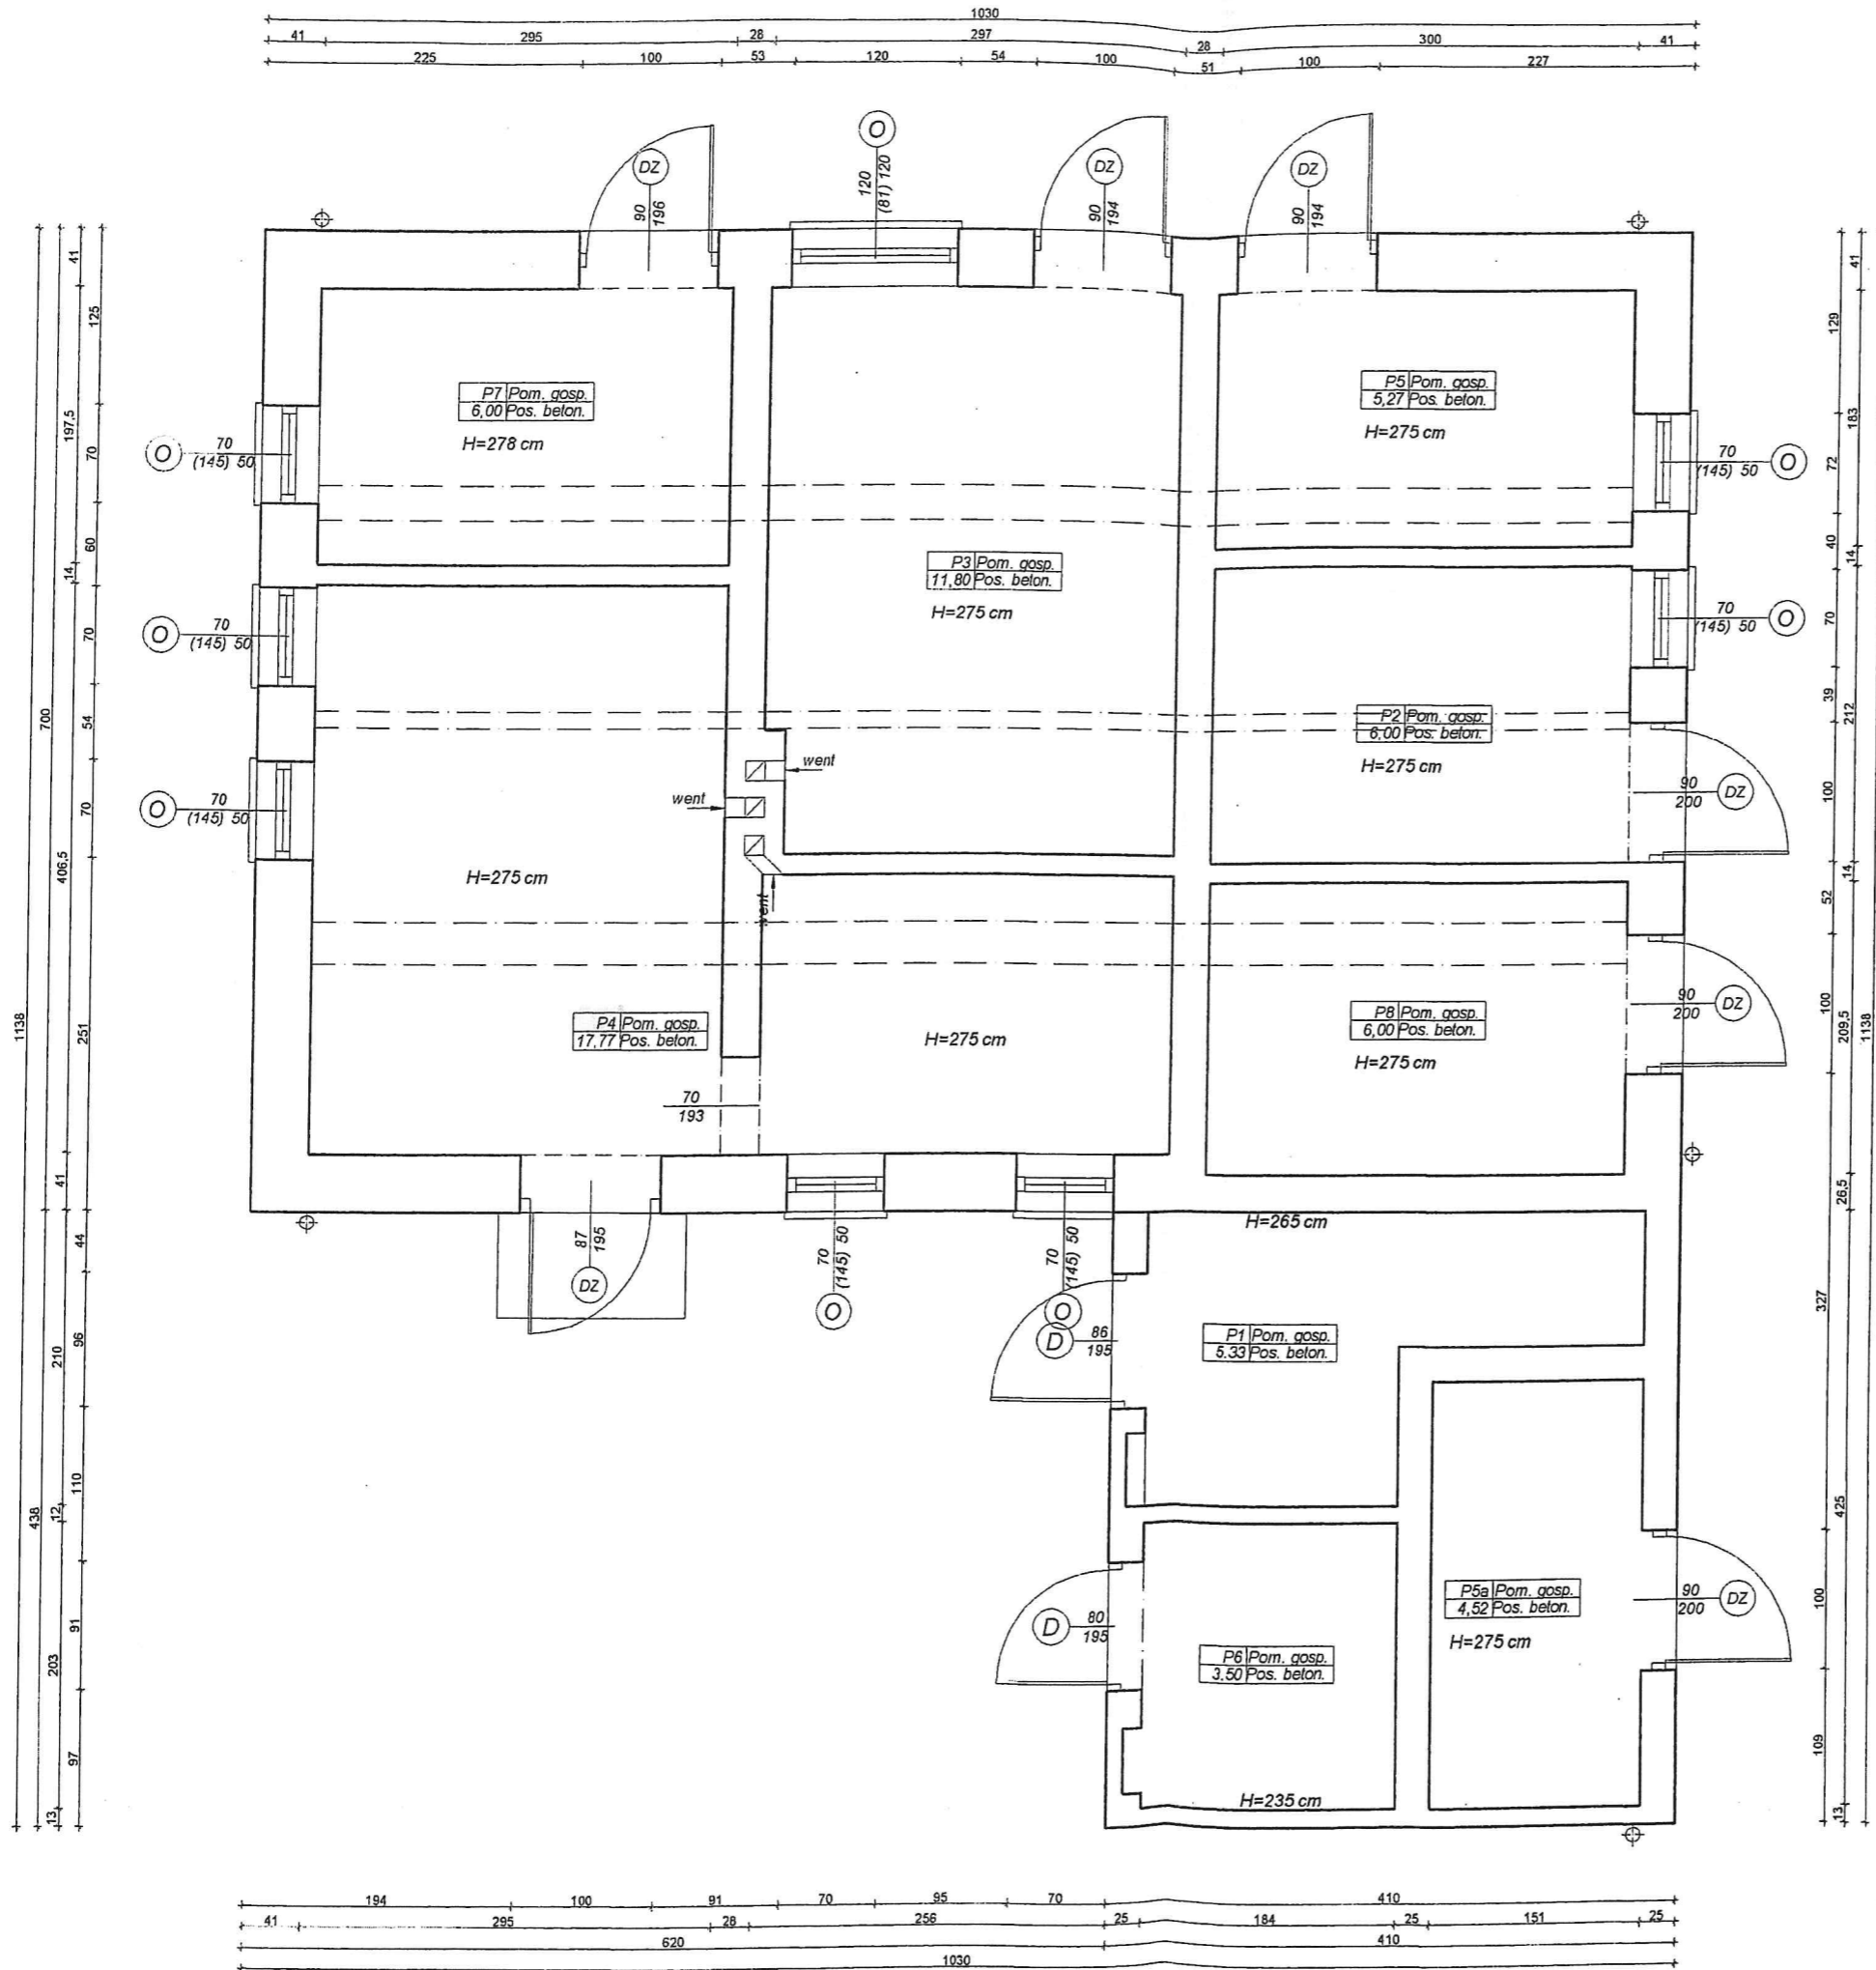 1030
41 295 28 297 28 300 41
225 100 53 120 54 100 51 100 227
O
120
(81) 120
DZ
90
196
DZ
90
194
DZ
90
194
P7 Pom. gosp.
6,00 Pos. beton.
H=278 cm
P5 Pom. gosp.
5,27 Pos. beton.
H=275 cm
O
70
(145) 50
70
(145) 50
O
P3 Pom. gosp.
11,80 Pos. beton.
H=275 cm
O
70
(145) 50
70
(145) 50
O
P2 Pom. gosp.
6,00 Pos. beton.
H=275 cm
went
went
went
O
70
(145) 50
90
200
DZ
H=275 cm
P4 Pom. gosp.
17,77 Pos. beton.
H=275 cm
P8 Pom. gosp.
6,00 Pos. beton.
H=275 cm
90
200
DZ
70
193
87
195
DZ
70
(145) 50
O
70
(145) 50
O
H=265 cm
D
86
195
P1 Pom. gosp.
5.33 Pos. beton.
P5a Pom. gosp.
4,52 Pos. beton.
H=275 cm
90
200
DZ
D
80
195
P6 Pom. gosp.
3,50 Pos. beton.
H=235 cm
1138
700 438
41 197,5 14 406,5 41 210 12 203 13
125 70 60 70 54 70 251 44 96 110 91 97
129 72 40 70 39 100 52 100 327 100 109
41 183 14 212 14 209,5 26,5 425 13
1138
194 100 91 70 95 70 410
41 295 28 256 25 184 25 151 25
620 410
1030